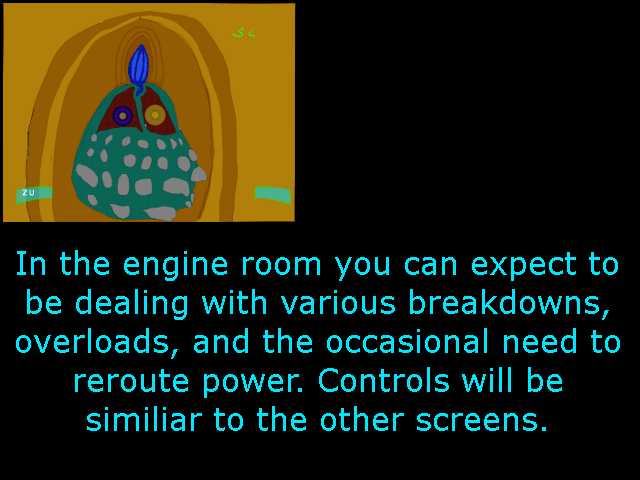 ZU
In the engine room you can expect to
be dealing with various breakdowns,
overloads, and the occasional need to
reroute power. Controls will be
similiar to the other screens.